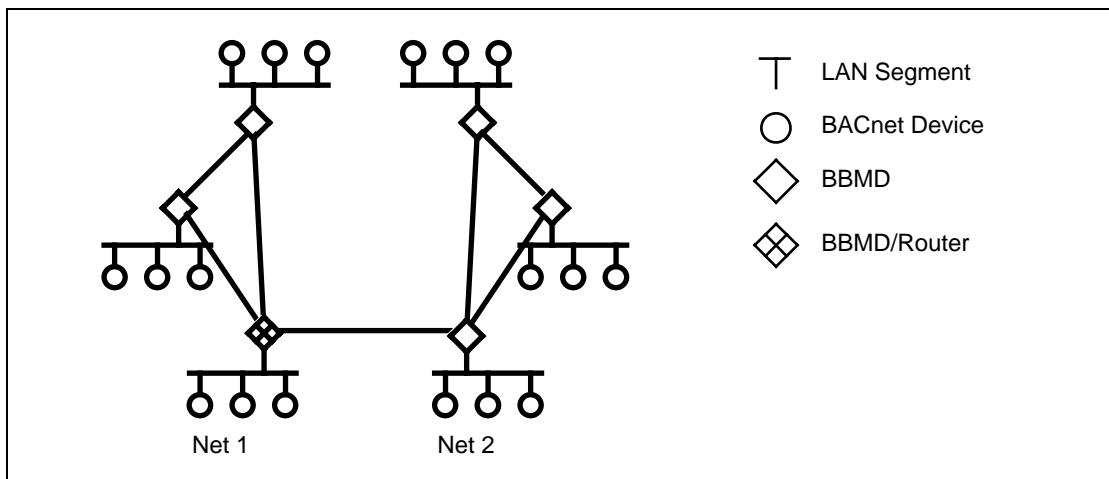 LAN Segment
BACnet Device
BBMD
BBMD/Router
Net 1
Net 2